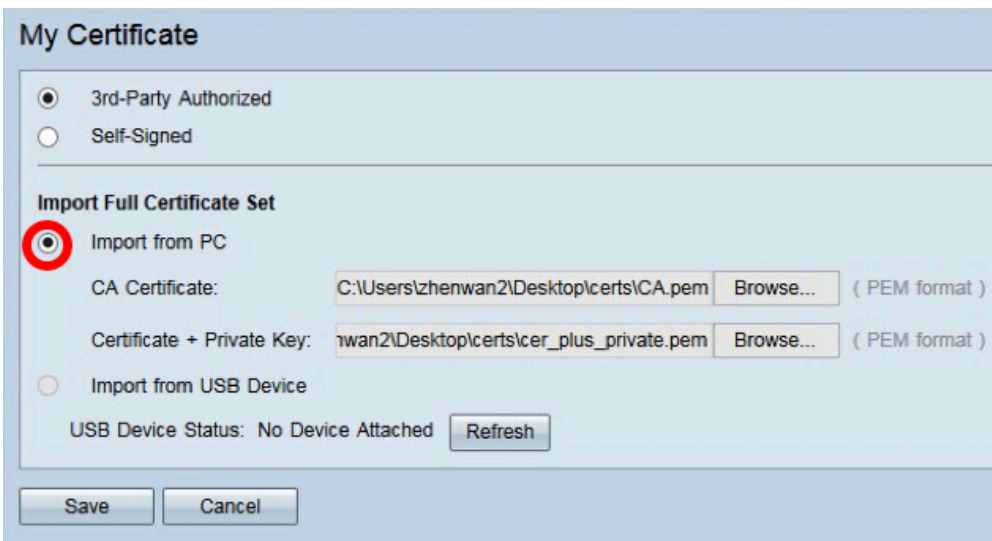 My Certificate
3rd-Party Authorized
Self-Signed
Import Full Certificate Set
Import from PC
CA Certificate: C:\Users\zhenwan2\Desktop\certs\CA.pem Browse... ( PEM format )
Certificate + Private Key: nwan2\Desktop\certs\cer_plus_private.pem Browse... ( PEM format )
Import from USB Device
USB Device Status: No Device Attached Refresh
Save Cancel